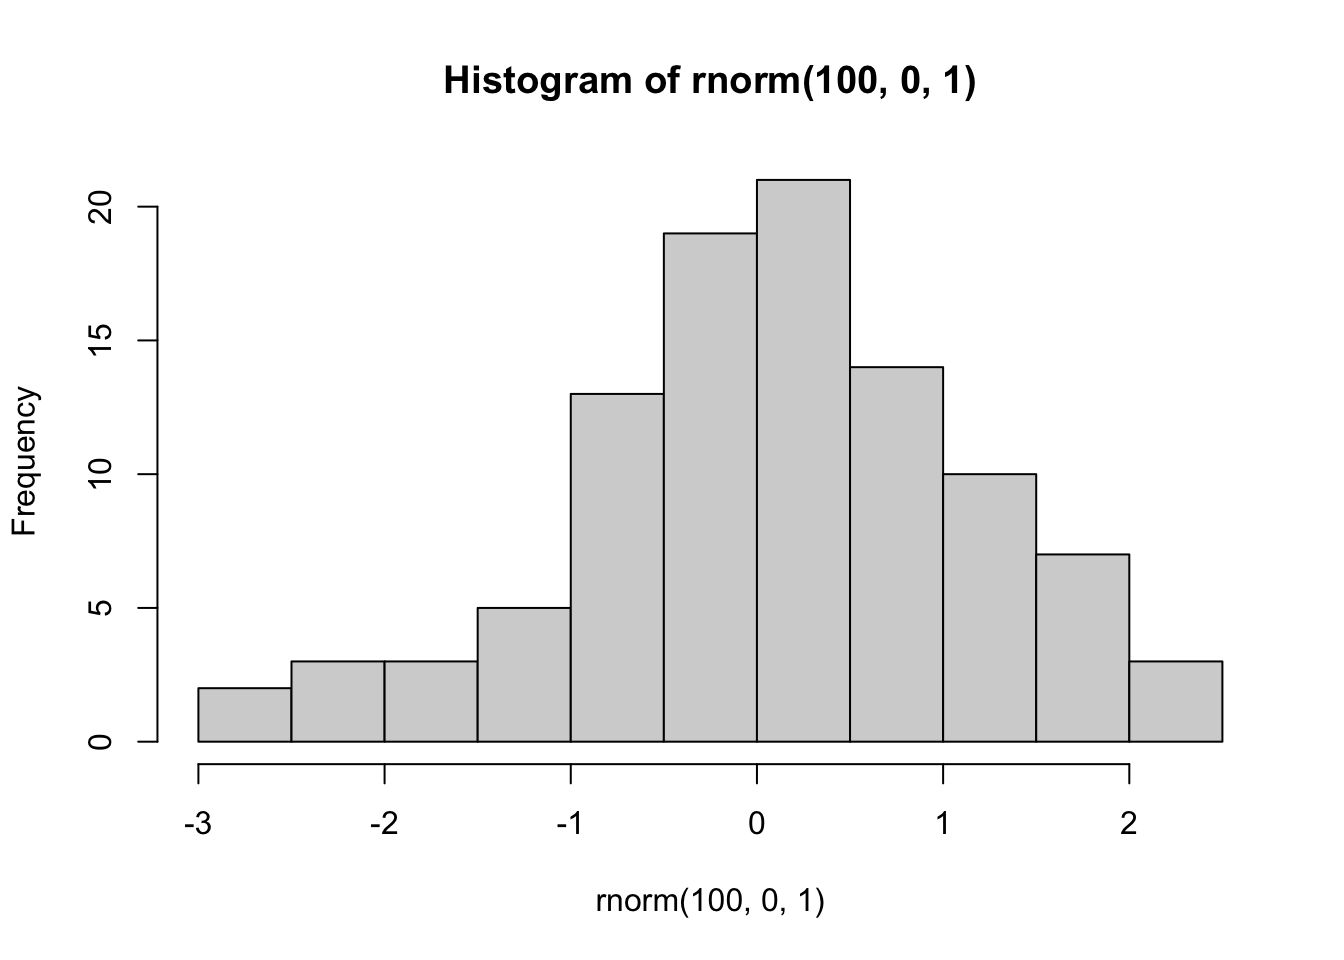 Histogram of rnorm(100, 0, 1)
Frequency
20
15
10
5
0
-3 -2 -1 0 1 2
rnorm(100, 0, 1)